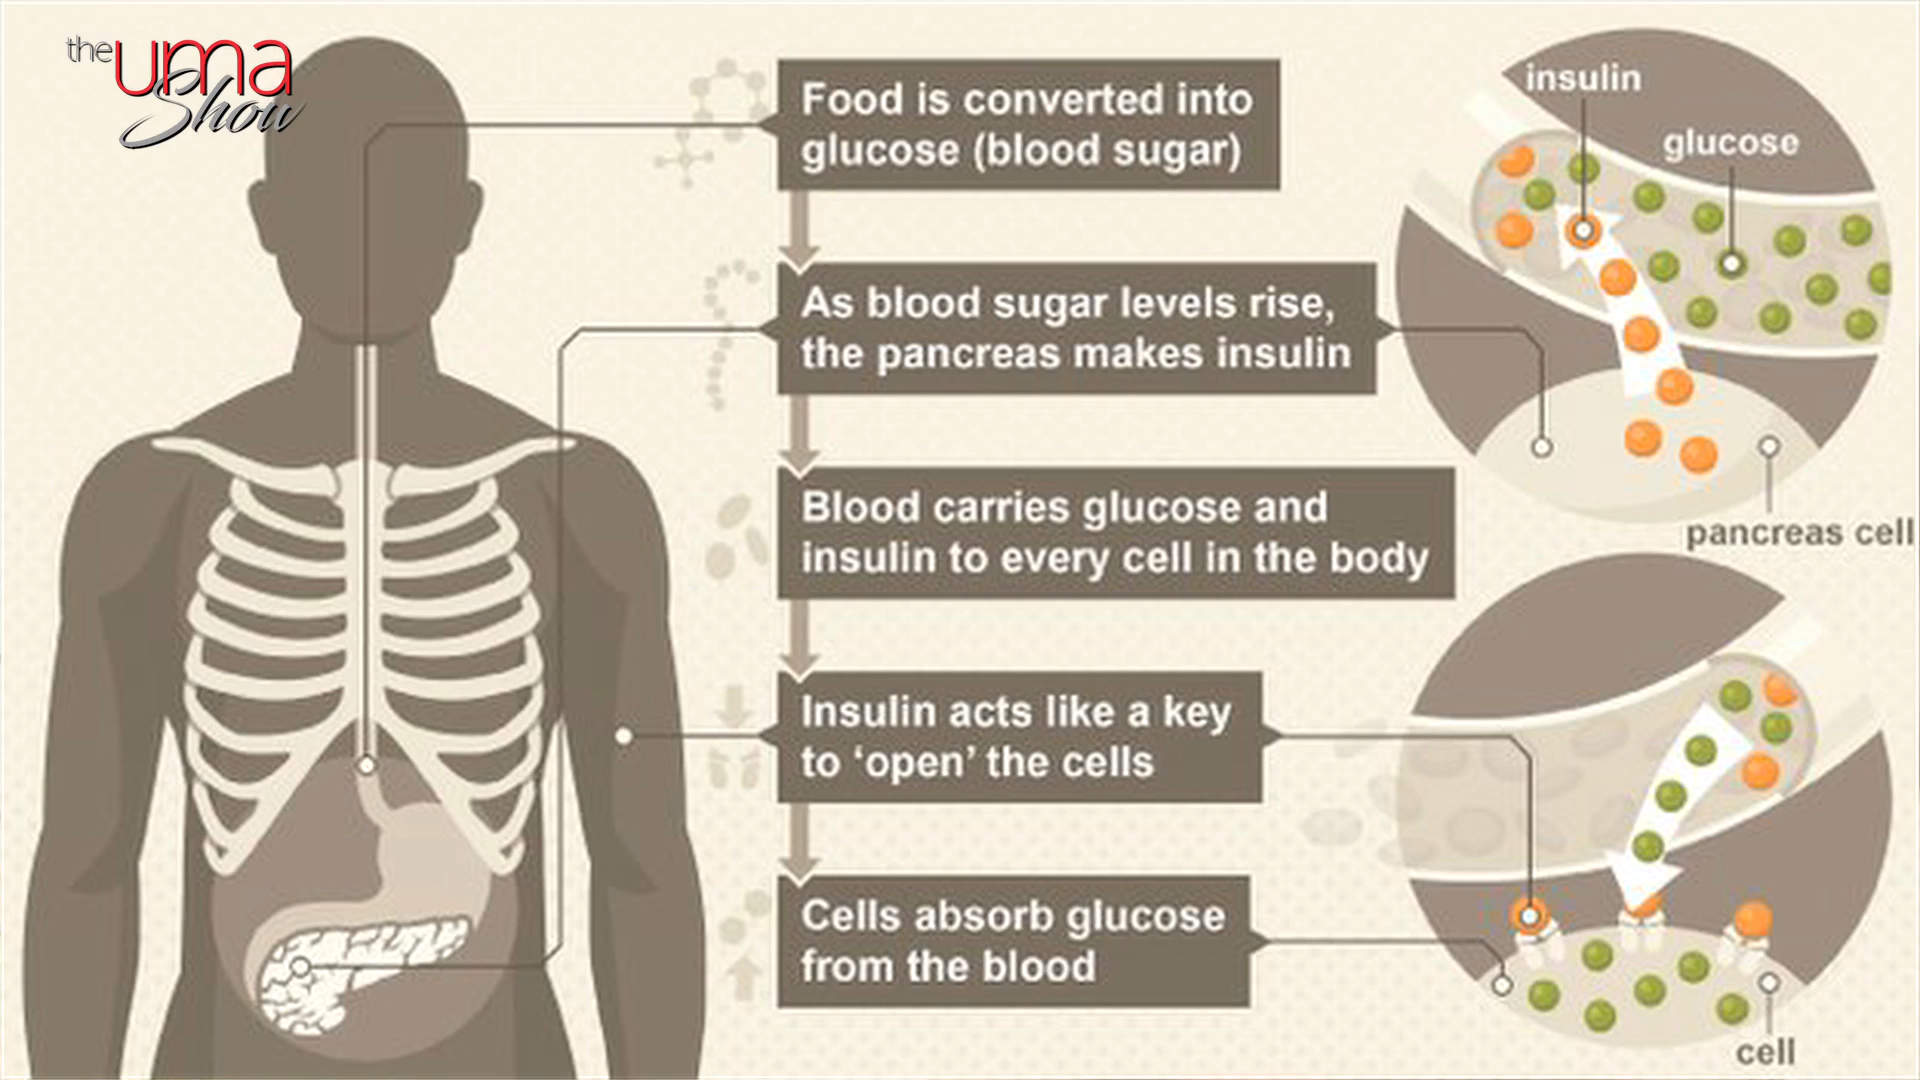 the uma
Show
Food is converted into
glucose (blood sugar)
As blood sugar levels rise,
the pancreas makes insulin
Blood carries glucose and
insulin to every cell in the body
Insulin acts like a key
to ‘open’ the cells
Cells absorb glucose
from the blood
insulin
glucose
pancreas cell
cell